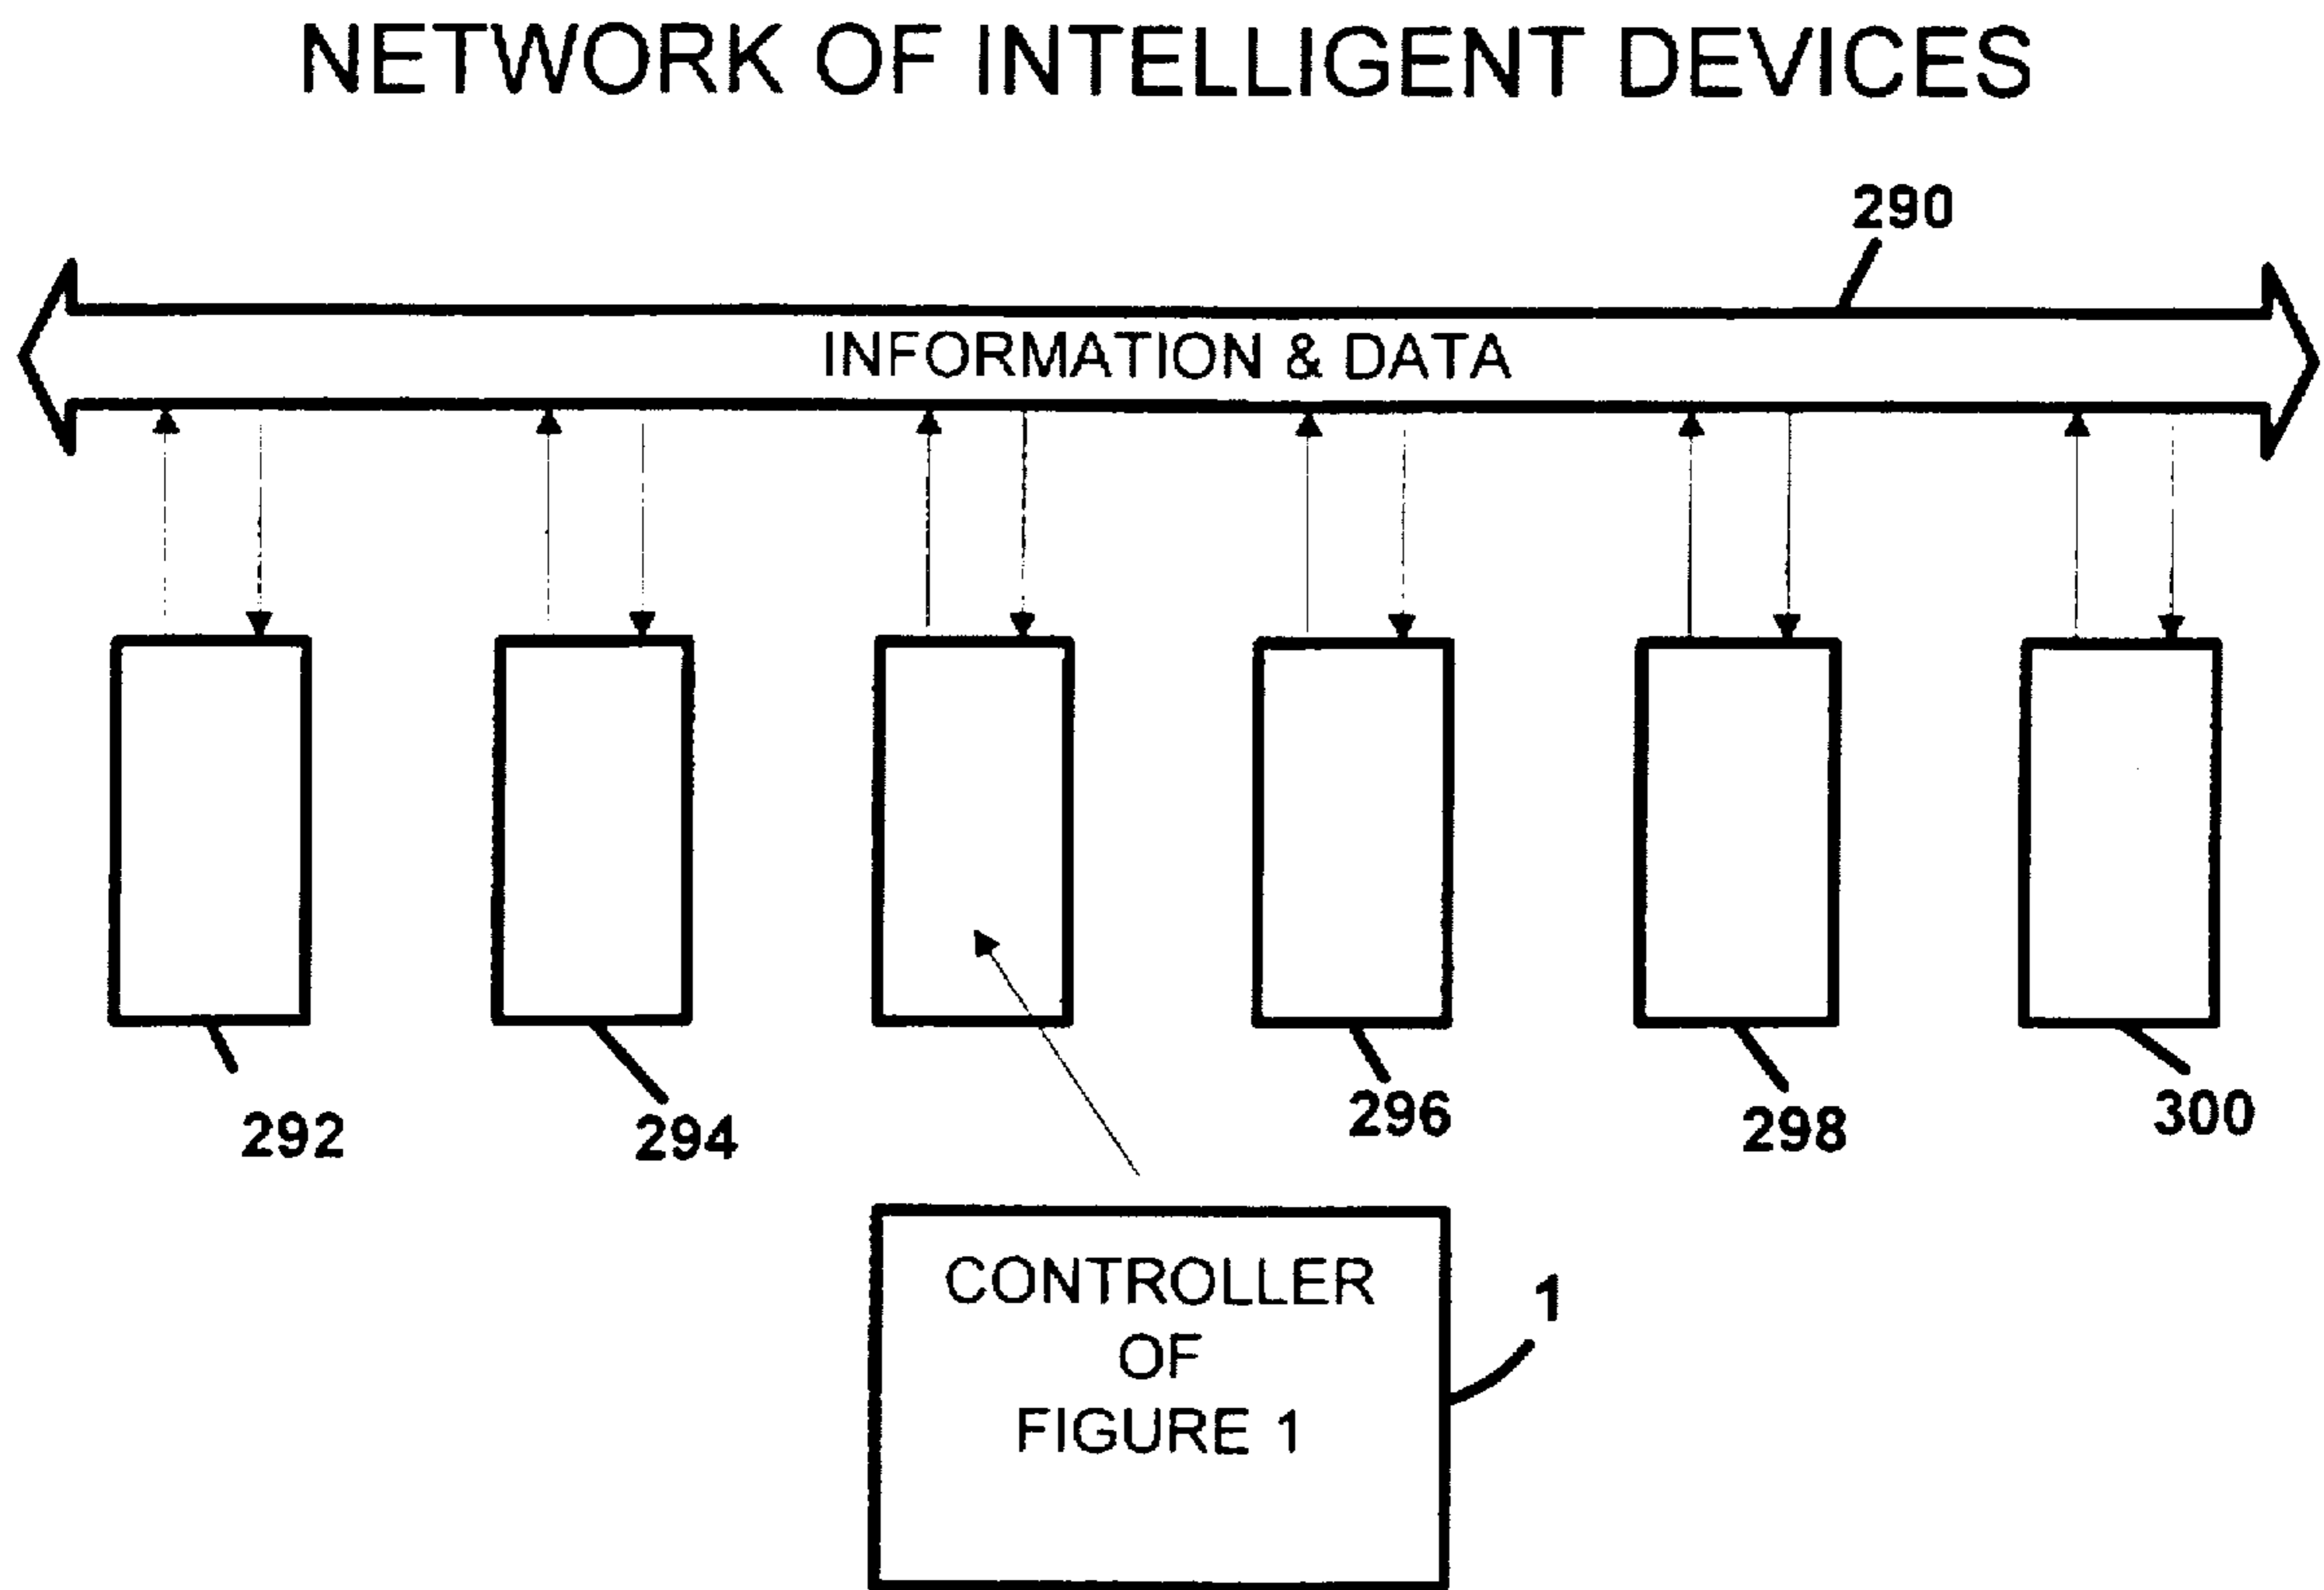 NETWORK OF INTELLIGENT DEVICES
290
INFORMATION & DATA
292
294
296
298
300
CONTROLLER
OF
FIGURE 1
1